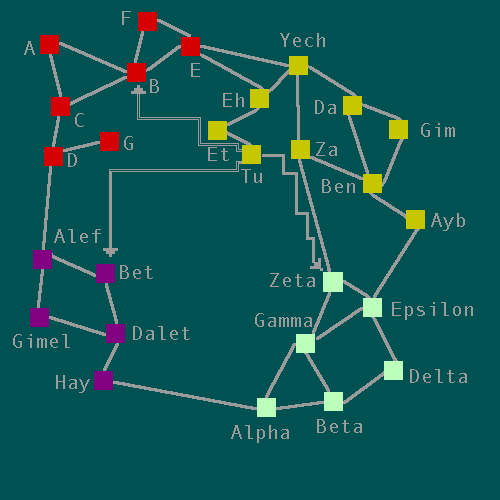 F
A
Yech
E
B
Eh
Da
C
Gim
G
Et
Za
D
Tu
Ben
Ayb
Alef
Bet
Zeta
Epsilon
Gamma
Gimel
Dalet
Hay
Delta
Alpha
Beta